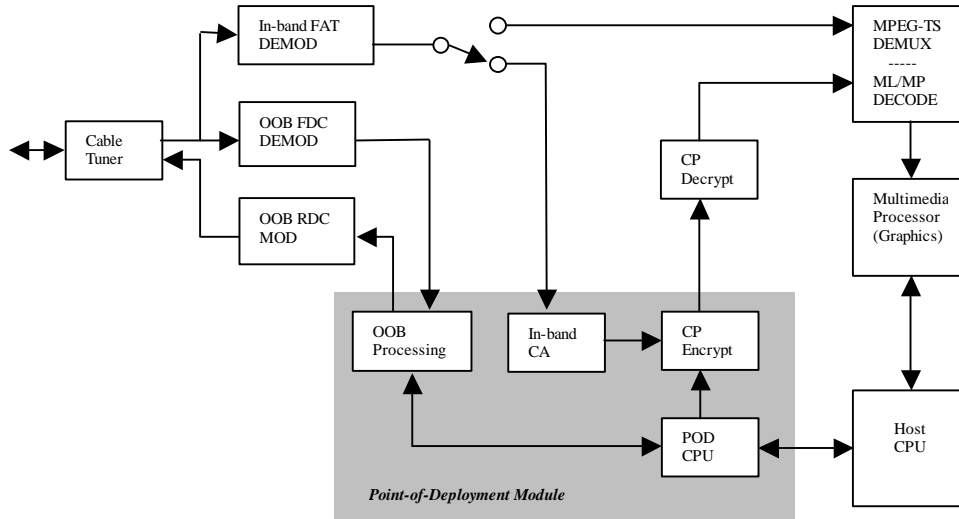 In-band FAT
DEMOD
MPEG-TS
DEMUX
-----
ML/MP
DECODE
OOB FDC
DEMOD
Cable
Tuner
CP
Decrypt
OOB RDC
MOD
Multimedia
Processor
(Graphics)
OOB
Processing
In-band
CA
CP
Encrypt
POD
CPU
Host
CPU
Point-of-Deployment Module